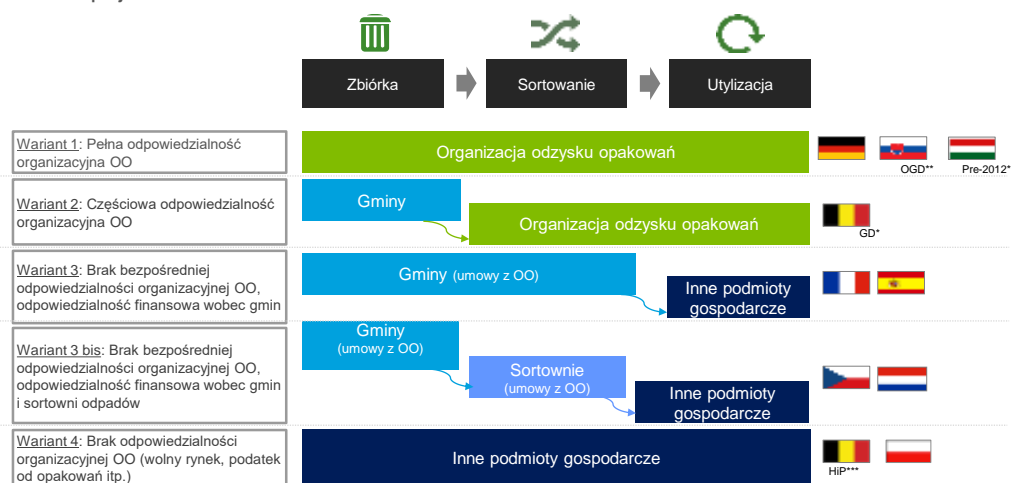 Zbiórka
Sortowanie
Utylizacja
Wariant 1: Pełna odpowiedzialność
organizacyjna OO
Organizacja odzysku opakowań
OGD**
Pre-2012*
Wariant 2: Częściowa odpowiedzialność
organizacyjna OO
Gminy
Organizacja odzysku opakowań
GD*
Wariant 3: Brak bezpośredniej
odpowiedzialności organizacyjnej OO,
odpowiedzialność finansowa wobec gmin
Gminy (umowy z OO)
Inne podmioty
gospodarcze
Wariant 3 bis: Brak bezpośredniej
odpowiedzialności organizacyjnej OO,
odpowiedzialność finansowa wobec gmin
i sortowni odpadów
Gminy
(umowy z OO)
Sortownie
(umowy z OO)
Inne podmioty
gospodarcze
Wariant 4: Brak odpowiedzialności
organizacyjnej OO (wolny rynek, podatek
od opakowań itp.)
Inne podmioty gospodarcze
HiP***